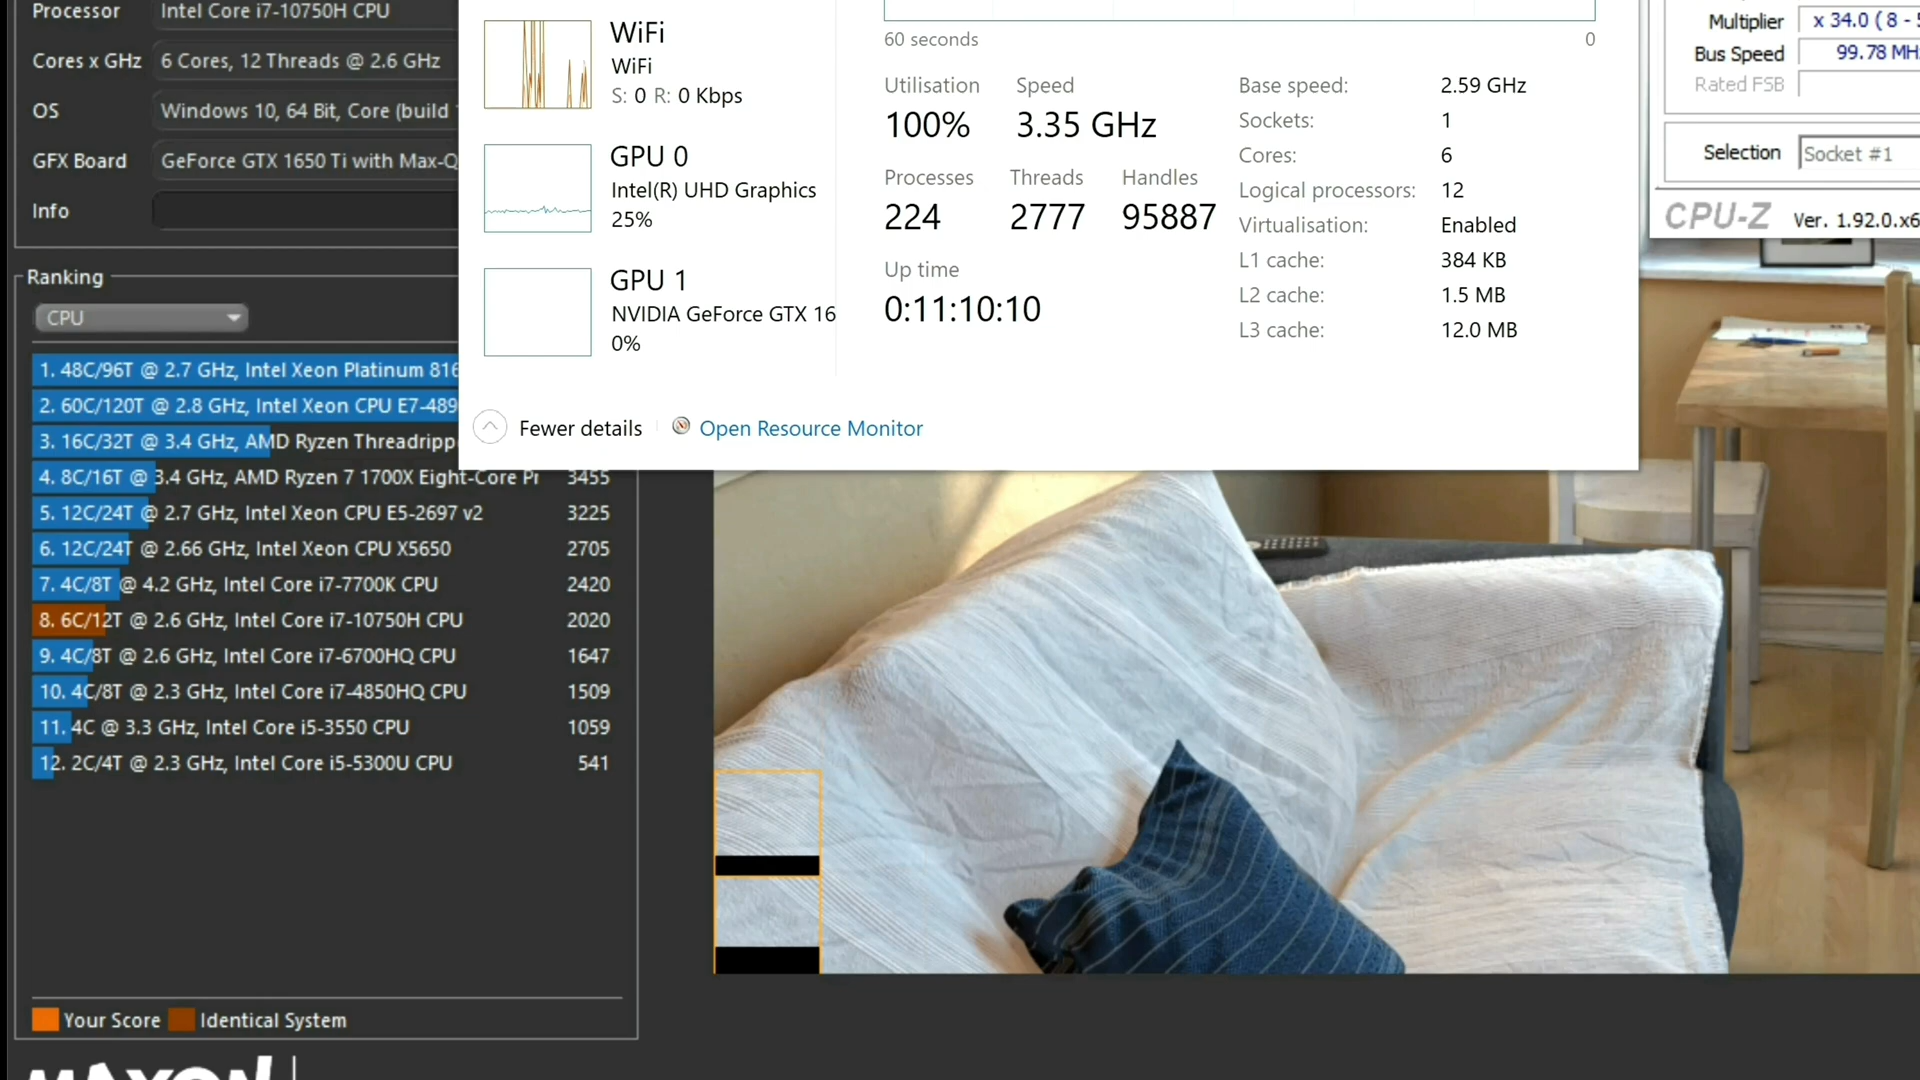 Processor Intel Core i7-10750H CPU
Cores x GHz 6 Cores, 12 Threads @ 2.6 GHz
OS Windows 10, 64 Bit, Core (build
GFX Board GeForce GTX 1650 Ti with Max-Q
Info
Ranking
CPU
1. 48C/96T @ 2.7 GHz, Intel Xeon Platinum 816
2. 60C/120T @ 2.8 GHz, Intel Xeon CPU E7-489
3. 16C/32T @ 3.4 GHz, AMD Ryzen Threadripp
4. 8C/16T @ 3.4 GHz, AMD Ryzen 7 1700X Eight-Core Pr 3455
5. 12C/24T @ 2.7 GHz, Intel Xeon CPU E5-2697 v2 3225
6. 12C/24T @ 2.66 GHz, Intel Xeon CPU X5650 2705
7. 4C/8T @ 4.2 GHz, Intel Core i7-7700K CPU 2420
8. 6C/12T @ 2.6 GHz, Intel Core i7-10750H CPU 2020
9. 4C/8T @ 2.6 GHz, Intel Core i7-6700HQ CPU 1647
10. 4C/8T @ 2.3 GHz, Intel Core i7-4850HQ CPU 1509
11. 4C @ 3.3 GHz, Intel Core i5-3550 CPU 1059
12. 2C/4T @ 2.3 GHz, Intel Core i5-5300U CPU 541
Your Score Identical System
MAXON
WiFi
WiFi
S: 0 R: 0 Kbps
GPU 0
Intel(R) UHD Graphics
25%
GPU 1
NVIDIA GeForce GTX 16
0%
60 seconds 0
Utilisation Speed
100% 3.35 GHz
Processes Threads Handles
224 2777 95887
Up time
0:11:10:10
Base speed: 2.59 GHz
Sockets: 1
Cores: 6
Logical processors: 12
Virtualisation: Enabled
L1 cache: 384 KB
L2 cache: 1.5 MB
L3 cache: 12.0 MB
Fewer details Open Resource Monitor
Multiplier x 34.0 ( 8 - 5
Bus Speed 99.78 MHz
Rated FSB
Selection Socket #1
CPU-Z Ver. 1.92.0.x6